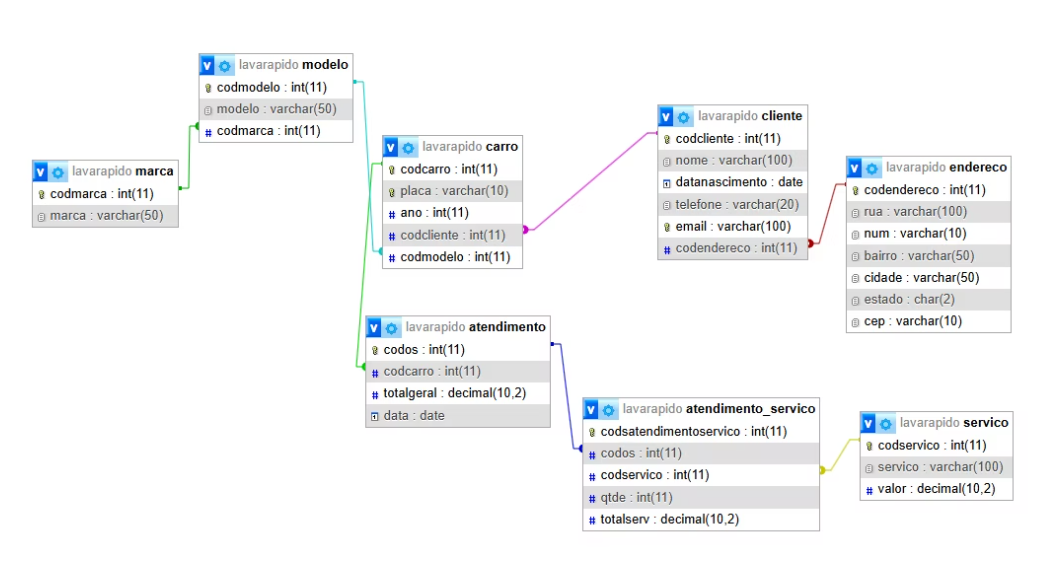 lavarapido modelo
codmodelo : int(11)
modelo : varchar(50)
codmarca : int(11)
lavarapido marca
codmarca : int(11)
marca : varchar(50)
lavarapido carro
codcarro : int(11)
placa : varchar(10)
ano : int(11)
codcliente : int(11)
codmodelo : int(11)
lavarapido cliente
codcliente : int(11)
nome : varchar(100)
datanascimento : date
telefone : varchar(20)
email : varchar(100)
codendereco : int(11)
lavarapido endereco
codendereco : int(11)
rua : varchar(100)
num : varchar(10)
bairro : varchar(50)
cidade : varchar(50)
estado : char(2)
cep : varchar(10)
lavarapido atendimento
codos : int(11)
codcarro : int(11)
totalgeral : decimal(10,2)
data : date
lavarapido atendimento_servico
codsatendimentoservico : int(11)
codos : int(11)
codservico : int(11)
qtde : int(11)
totalserv : decimal(10,2)
lavarapido servico
codservico : int(11)
servico : varchar(100)
valor : decimal(10,2)